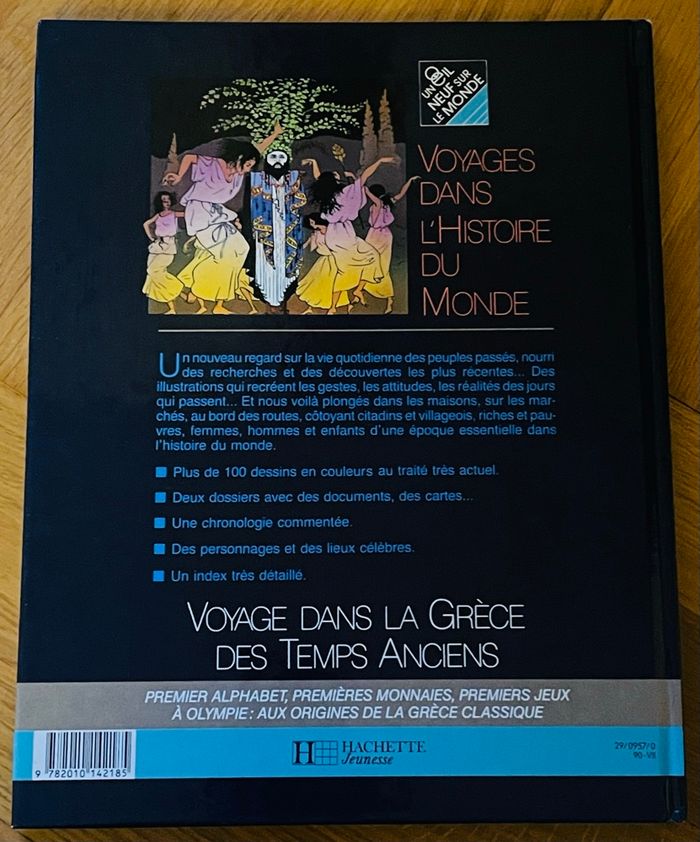 UN ŒIL
NEUF SUR
LE MONDE
VOYAGES
DANS
L'HISTOIRE
DU
MONDE
Un nouveau regard sur la vie quotidienne des peuples passés, nourri
des recherches et des découvertes les plus récentes... Des
illustrations qui recréent les gestes, les attitudes, les réalités des jours
qui passent... Et nous voilà plongés dans les maisons, sur les mar-
chés, au bord des routes, côtoyant citadins et villageois, riches et pau-
vres, femmes, hommes et enfants d'une époque essentielle dans
l'histoire du monde.
Plus de 100 dessins en couleurs au traité très actuel.
Deux dossiers avec des documents, des cartes...
Une chronologie commentée.
Des personnages et des lieux célèbres.
Un index très détaillé.
VOYAGE DANS LA GRÈCE
DES TEMPS ANCIENS
PREMIER ALPHABET, PREMIÈRES MONNAIES, PREMIERS JEUX
À OLYMPIE : AUX ORIGINES DE LA GRÈCE CLASSIQUE
9 782010 142185
H HACHETTE
Jeunesse
29/0957/0
90-VII